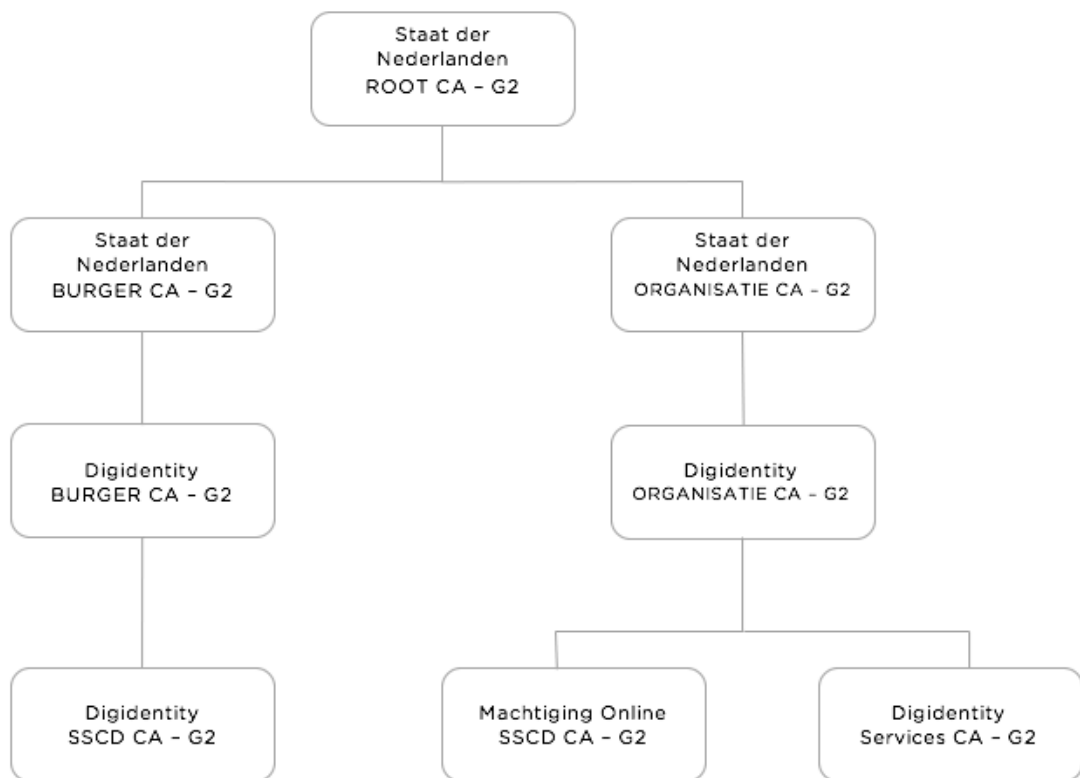 Staat der
Nederlanden
ROOT CA – G2
Staat der
Nederlanden
BURGER CA – G2
Staat der
Nederlanden
ORGANISATIE CA – G2
Digidentity
BURGER CA – G2
Digidentity
ORGANISATIE CA – G2
Digidentity
SSCD CA – G2
Machtiging Online
SSCD CA – G2
Digidentity
Services CA – G2